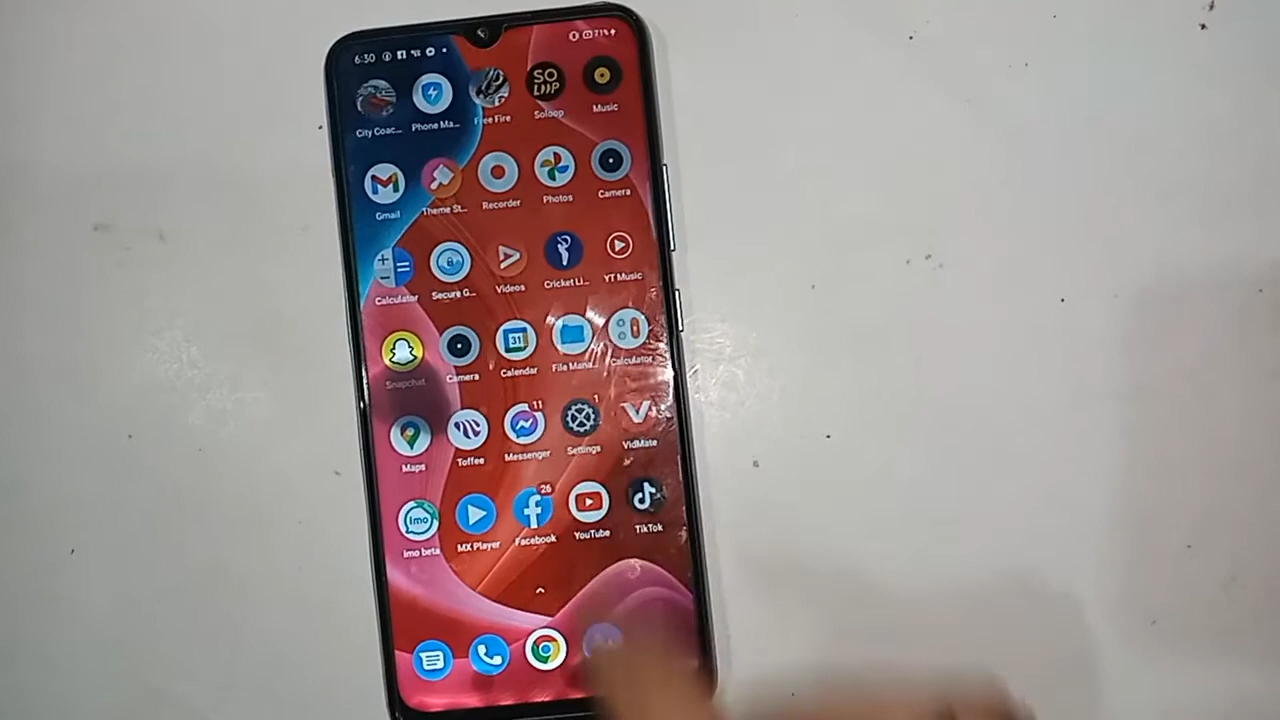 6:30 71%
City Coac... Phone Ma... Free Fire Soloop Music
SO
LOOP
Gmail Theme St... Recorder Photos Camera
Calculator Secure G... Videos Cricket Li... YT Music
31
Snapchat Camera Calendar File Mana... Calculator
11 1
Maps Toffee Messenger Settings VidMate
imo 26
imo beta MX Player Facebook YouTube TikTok